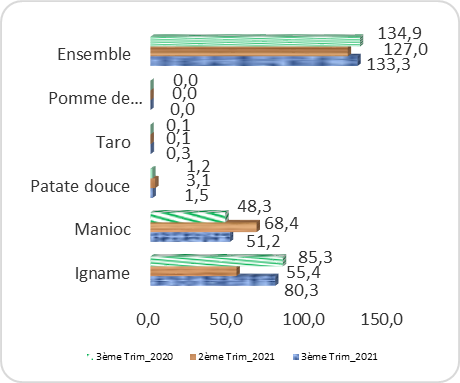 Ensemble
134,9
127,0
133,3
Pomme de...
0,0
0,0
0,0
Taro
0,1
0,1
0,3
Patate douce
1,2
3,1
1,5
Manioc
48,3
68,4
51,2
Igname
85,3
55,4
80,3
0,0 50,0 100,0 150,0
3ème Trim_2020 2ème Trim_2021 3ème Trim_2021